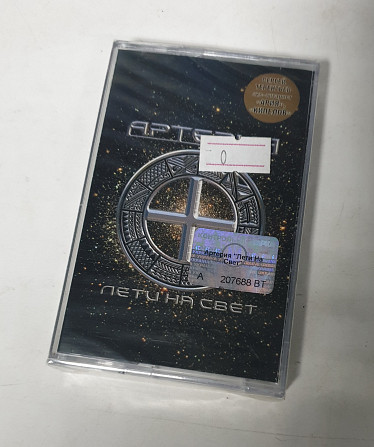 АРТЕРИЯ
0
Артерия "Лети На
Свет"
А 207688 ВТ
ЛЕТИ НА СВЕТ